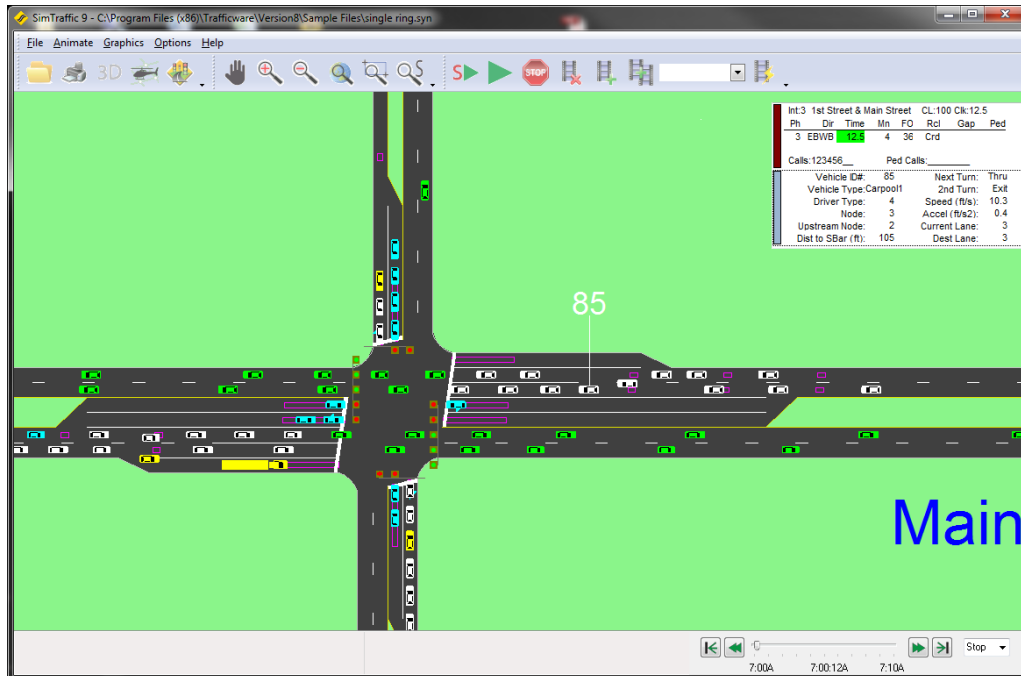 SimTraffic 9 - C:\Program Files (x86)\Trafficware\Version8\Sample Files\single ring.syn
File Animate Graphics Options Help
3D S STOP
Int:3 1st Street & Main Street CL:100 Clk:12.5
Ph Dir Time Mn FO Rcl Gap Ped
3 EBWB 12.5 4 36 Crd
Calls:123456__ Ped Calls:________
Vehicle ID#: 85 Next Turn: Thru
Vehicle Type:Carpool1 2nd Turn: Exit
Driver Type: 4 Speed (ft/s): 10.3
Node: 3 Accel (ft/s2): 0.4
Upstream Node: 2 Current Lane: 3
Dist to SBar (ft): 105 Dest Lane: 3
85
Main
Stop
7:00A 7:00:12A 7:10A